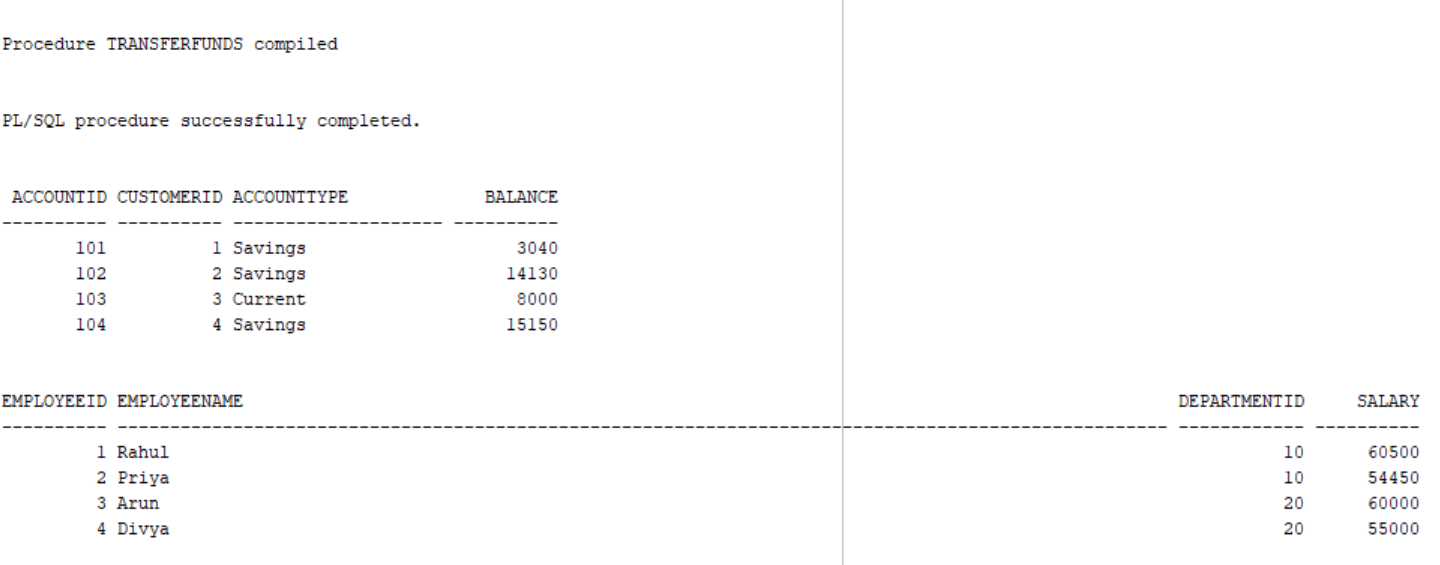 Procedure TRANSFERFUNDS compiled
PL/SQL procedure successfully completed.
ACCOUNTID CUSTOMERID ACCOUNTTYPE BALANCE
---------- ---------- -------------------- ----------
101 1 Savings 3040
102 2 Savings 14130
103 3 Current 8000
104 4 Savings 15150
EMPLOYEEID EMPLOYEENAME DEPARTMENTID SALARY
---------- ---------------------------------------------------------------------------------------------------- ------------ ----------
1 Rahul 10 60500
2 Priya 10 54450
3 Arun 20 60000
4 Divya 20 55000